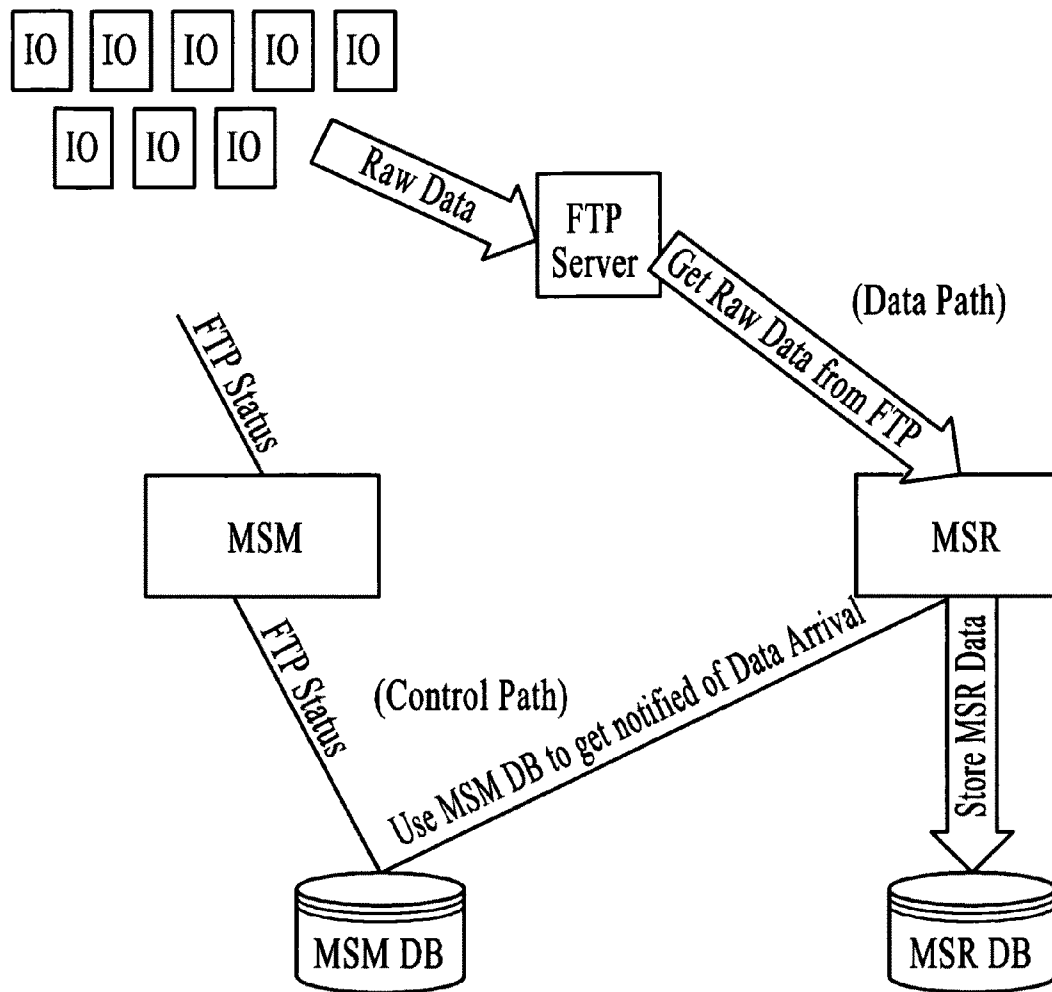 IO IO IO IO IO
IO IO IO
Raw Data
FTP
Server
Get Raw Data from FTP
(Data Path)
FTP Status
MSM
MSR
FTP Status
(Control Path)
Use MSM DB to get notified of Data Arrival
Store MSR Data
MSM DB
MSR DB